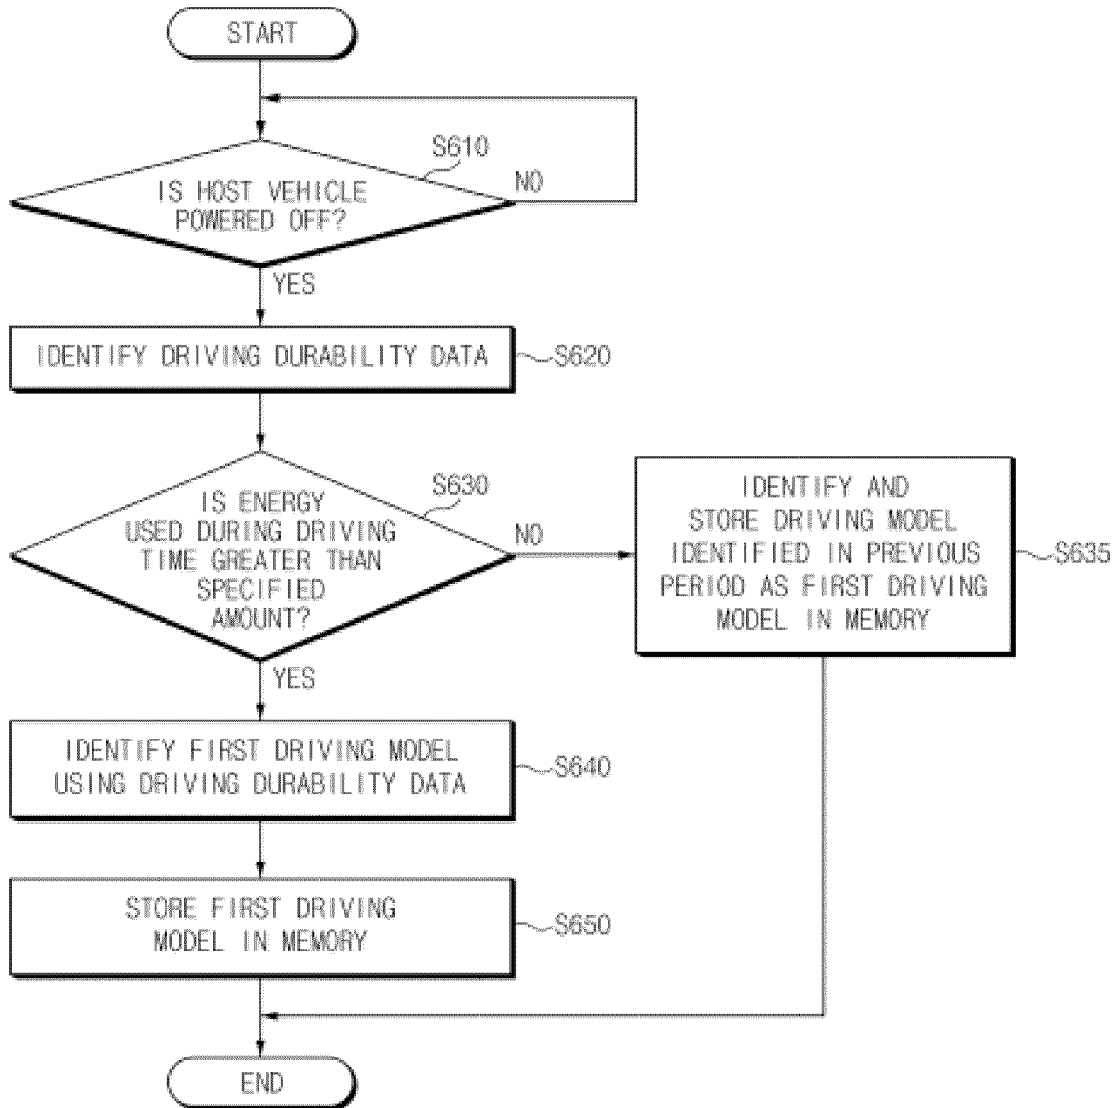 START
S610
IS HOST VEHICLE
POWERED OFF?
NO
YES
IDENTIFY DRIVING DURABILITY DATA
S620
S630
IS ENERGY
USED DURING DRIVING
TIME GREATER THAN
SPECIFIED
AMOUNT?
NO
IDENTIFY AND
STORE DRIVING MODEL
IDENTIFIED IN PREVIOUS
PERIOD AS FIRST DRIVING
MODEL IN MEMORY
S635
YES
IDENTIFY FIRST DRIVING MODEL
USING DRIVING DURABILITY DATA
S640
STORE FIRST DRIVING
MODEL IN MEMORY
S650
END